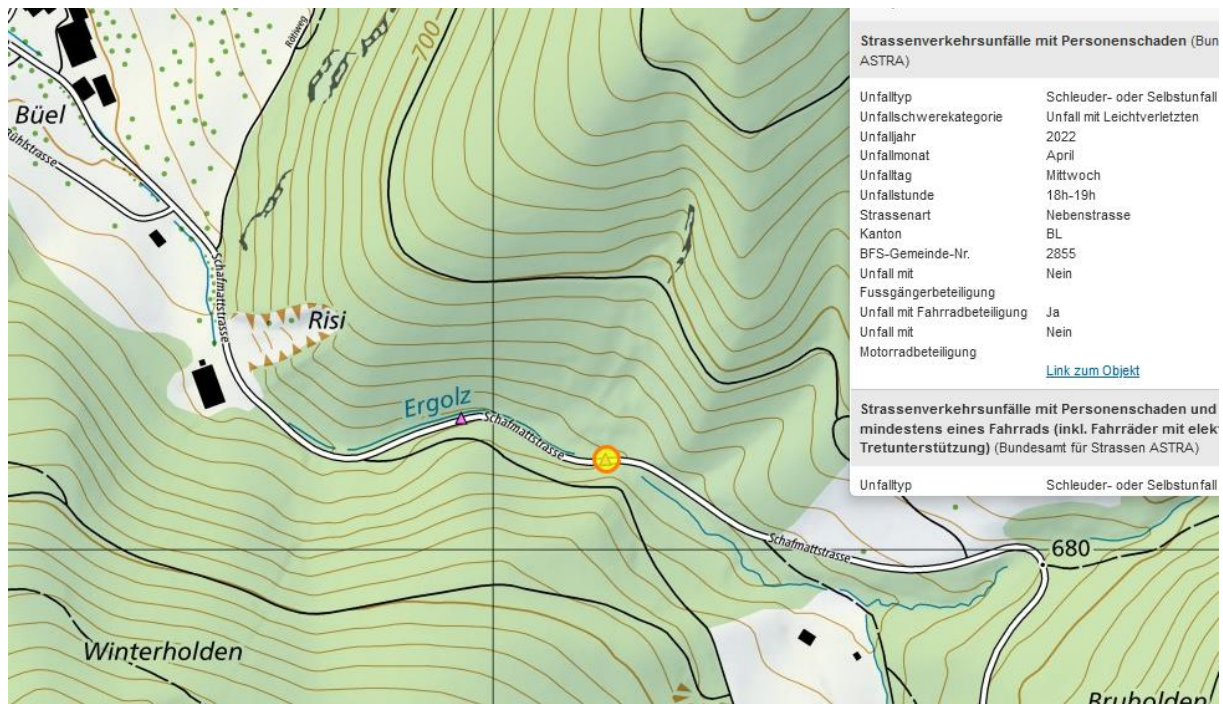 Rötiweg
700
Büel
Bühlstrasse
Schafmattstrasse
Risi
Ergolz
Schafmattstrasse
Schafmattstrasse
680
Winterholden
Bruholden
Strassenverkehrsunfälle mit Personenschaden (Bun
ASTRA)
Unfalltyp Schleuder- oder Selbstunfall
Unfallschwerekategorie Unfall mit Leichtverletzten
Unfalljahr 2022
Unfallmonat April
Unfalltag Mittwoch
Unfallstunde 18h-19h
Strassenart Nebenstrasse
Kanton BL
BFS-Gemeinde-Nr. 2855
Unfall mit Nein
Fussgängerbeteiligung
Unfall mit Fahrradbeteiligung Ja
Unfall mit Nein
Motorradbeteiligung
Link zum Objekt
Strassenverkehrsunfälle mit Personenschaden und
mindestens eines Fahrrads (inkl. Fahrräder mit elekt
Tretunterstützung) (Bundesamt für Strassen ASTRA)
Unfalltyp Schleuder- oder Selbstunfall